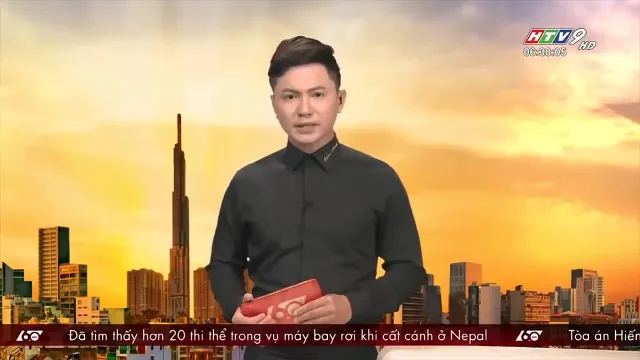 HTV9 HD
06:38:05
60
Đã tìm thấy hơn 20 thi thể trong vụ máy bay rơi khi cất cánh ở Nepal
Tòa án Hiến